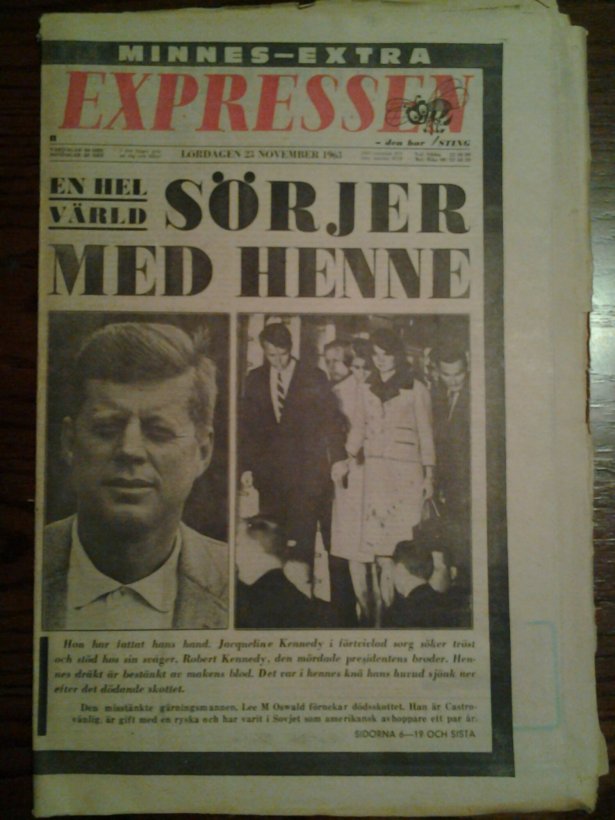 MINNES-EXTRA
EXPRESSEN
– den har STING
LÖRDAGEN 23 NOVEMBER 1963
EN HEL
VÄRLD
SÖRJER
MED HENNE
Hon har fattat hans hand. Jacqueline Kennedy i förtvivlad sorg söker tröst
och stöd hos sin svåger, Robert Kennedy, den mördade presidentens broder. Hen-
nes dräkt är bestänkt av makens blod. Det var i hennes knä hans huvud sjönk ner
efter det dödande skottet.
Den misstänkte gärningsmannen, Lee M Oswald förnekar dödsskottet. Han är Castro-
vänlig, är gift med en ryska och har varit i Sovjet som amerikansk avhoppare ett par år.
SIDORNA 6—19 OCH SISTA